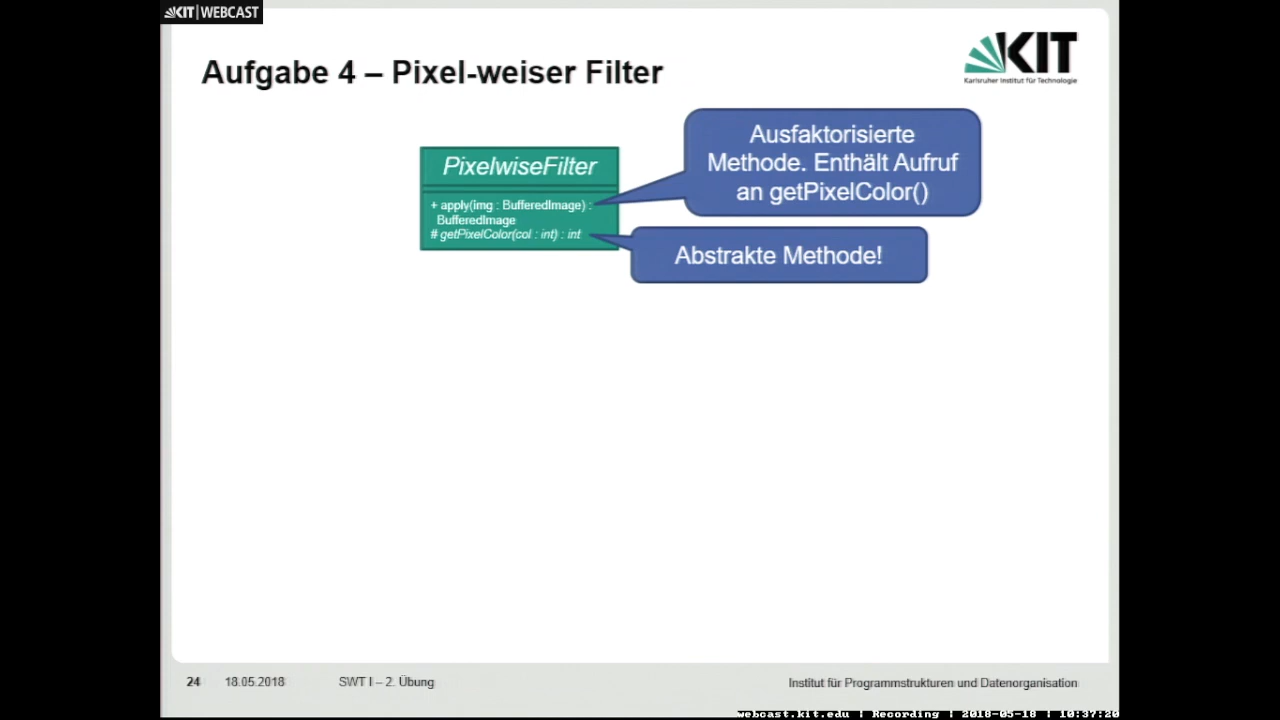 KIT | WEBCAST
KIT
Karlsruher Institut für Technologie
Aufgabe 4 – Pixel-weiser Filter
Ausfaktorisierte
Methode. Enthält Aufruf
an getPixelColor()
PixelwiseFilter
+ apply(img : BufferedImage) :
BufferedImage
# getPixelColor(col : int) : int
Abstrakte Methode!
24 18.05.2018 SWT I – 2. Übung Institut für Programmstrukturen und Datenorganisation
webcast.kit.edu | Recording | 2018-05-18 | 10:37:20